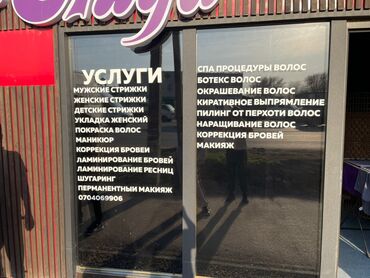 УСЛУГИ
МУЖСКИЕ СТРИЖКИ
ЖЕНСКИЕ СТРИЖКИ
ДЕТСКИЕ СТРИЖКИ
УКЛАДКА ЖЕНСКИЙ
ПОКРАСКА ВОЛОС
МАНИКЮР
КОРРЕКЦИЯ БРОВЕЙ
ЛАМИНИРОВАНИЕ БРОВЕЙ
ЛАМИНИРОВАНИЕ РЕСНИЦ
ШУГАРИНГ
ПЕРМАНЕНТНЫЙ МАКИЯЖ
0704069906
СПА ПРОЦЕДУРЫ ВОЛОС
БОТЕКС ВОЛОС
ОКРАШЕВАНИЕ ВОЛОС
КИРАТИВНОЕ ВЫПРЯМЛЕНИЕ
ПИЛИНГ ОТ ПЕРХОТИ ВОЛОС
НАРАЩИВАНИЕ ВОЛОС
КОРРЕКЦИЯ БРОВЕЙ
МАКИЯЖ